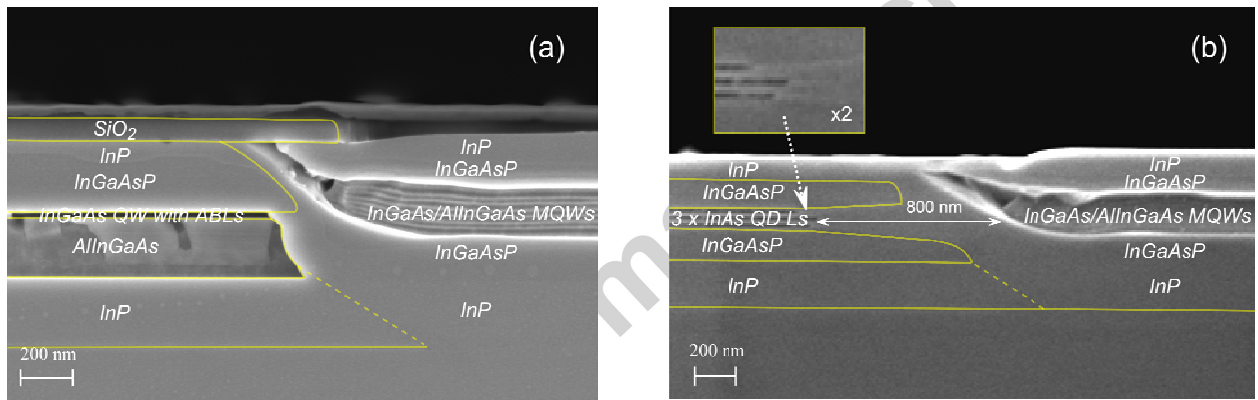 (a)
SiO2
InP
InGaAsP
InGaAs QW with ABLs
AlInGaAs
InP
200 nm
InP
InGaAsP
InGaAs/AlInGaAs MQWs
InGaAsP
InP
(b)
x2
InP
InGaAsP
3 x InAs QD Ls
InGaAsP
InP
200 nm
800 nm
InP
InGaAsP
InGaAs/AlInGaAs MQWs
InGaAsP
InP